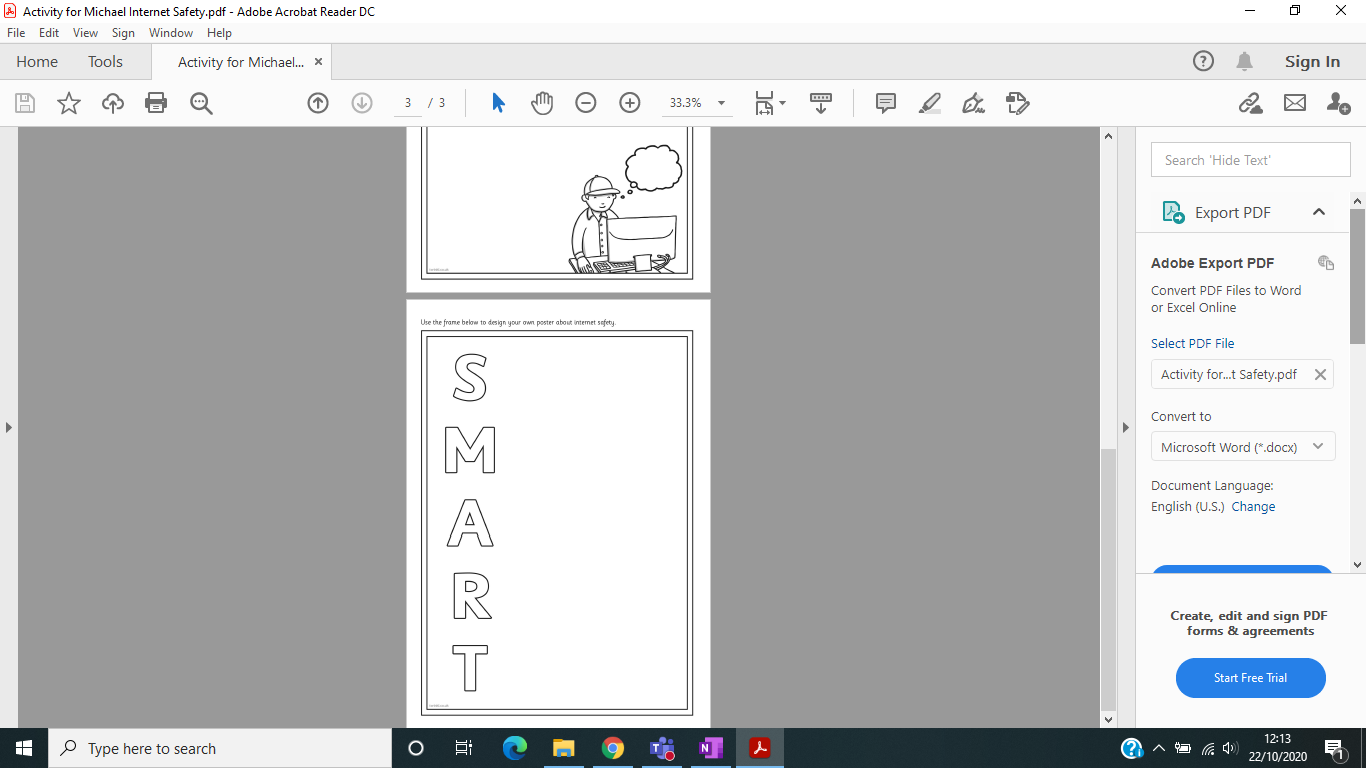 Activity for Michael Internet Safety.pdf - Adobe Acrobat Reader DC
File Edit View Sign Window Help
Home Tools Activity for Michael... × Sign In
3 / 3 33.3%
Search 'Hide Text'
Export PDF
Adobe Export PDF
Convert PDF Files to Word
or Excel Online
Select PDF File
Activity for...t Safety.pdf
Convert to
Microsoft Word (*.docx)
Document Language:
English (U.S.) Change
Create, edit and sign PDF
forms & agreements
Start Free Trial
Use the frame below to design your own poster about internet safety.
S
M
A
R
T
Type here to search
12:13
22/10/2020
1